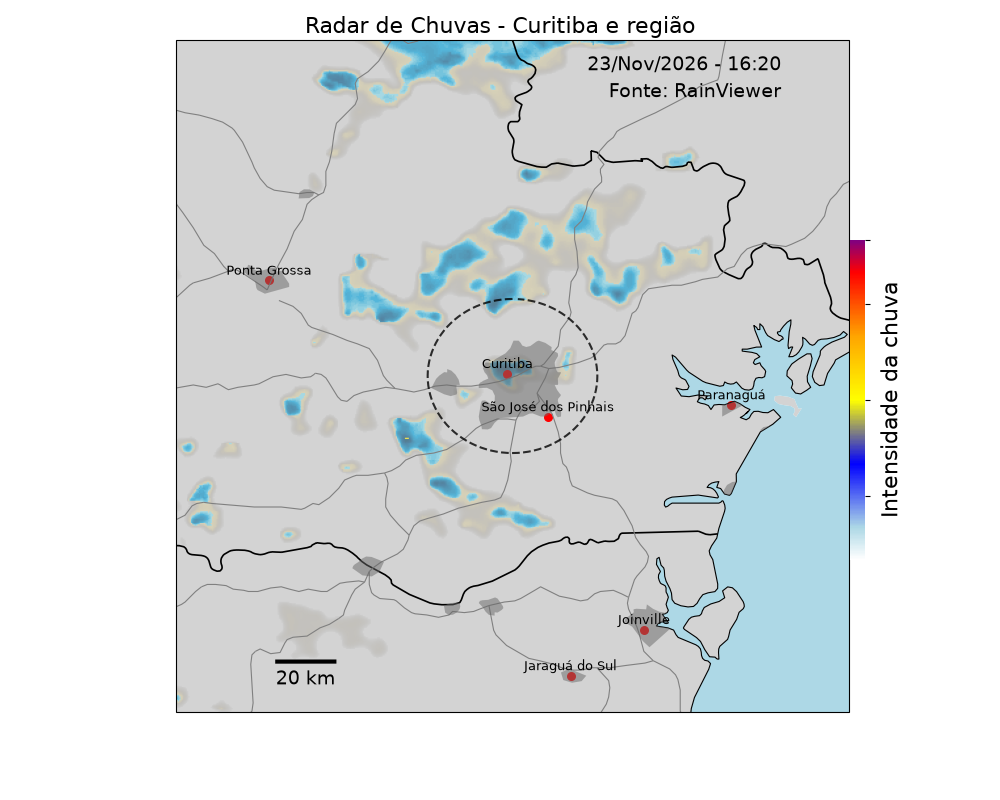 Radar de Chuvas - Curitiba e região
23/Nov/2026 - 16:20
Fonte: RainViewer
Ponta Grossa
Curitiba
Paranaguá
São José dos Pinhais
Intensidade da chuva
Joinville
Jaraguá do Sul
20 km